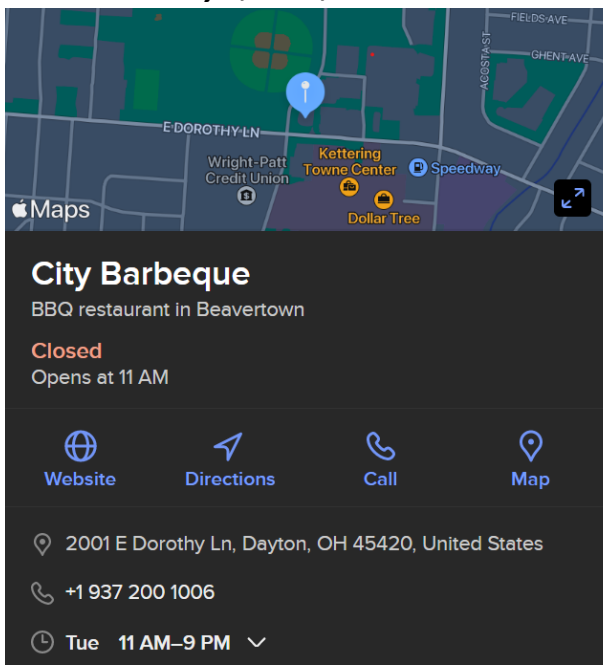 FIELDS AVE
ACOSTA ST
GHENT AVE
E DOROTHY LN
Wright-Patt
Credit Union
Kettering
Towne Center
Speedway
Dollar Tree
Maps
City Barbeque
BBQ restaurant in Beavertown
Closed
Opens at 11 AM
Website
Directions
Call
Map
2001 E Dorothy Ln, Dayton, OH 45420, United States
+1 937 200 1006
Tue 11 AM–9 PM